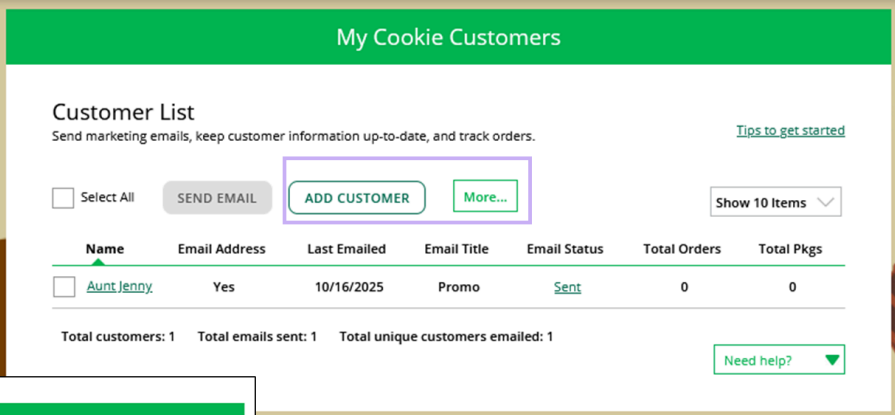 My Cookie Customers
Customer List
Send marketing emails, keep customer information up-to-date, and track orders.
Tips to get started
Select All SEND EMAIL ADD CUSTOMER More... Show 10 Items
Name Email Address Last Emailed Email Title Email Status Total Orders Total Pkgs
Aunt Jenny Yes 10/16/2025 Promo Sent 0 0
Total customers: 1 Total emails sent: 1 Total unique customers emailed: 1
Need help?